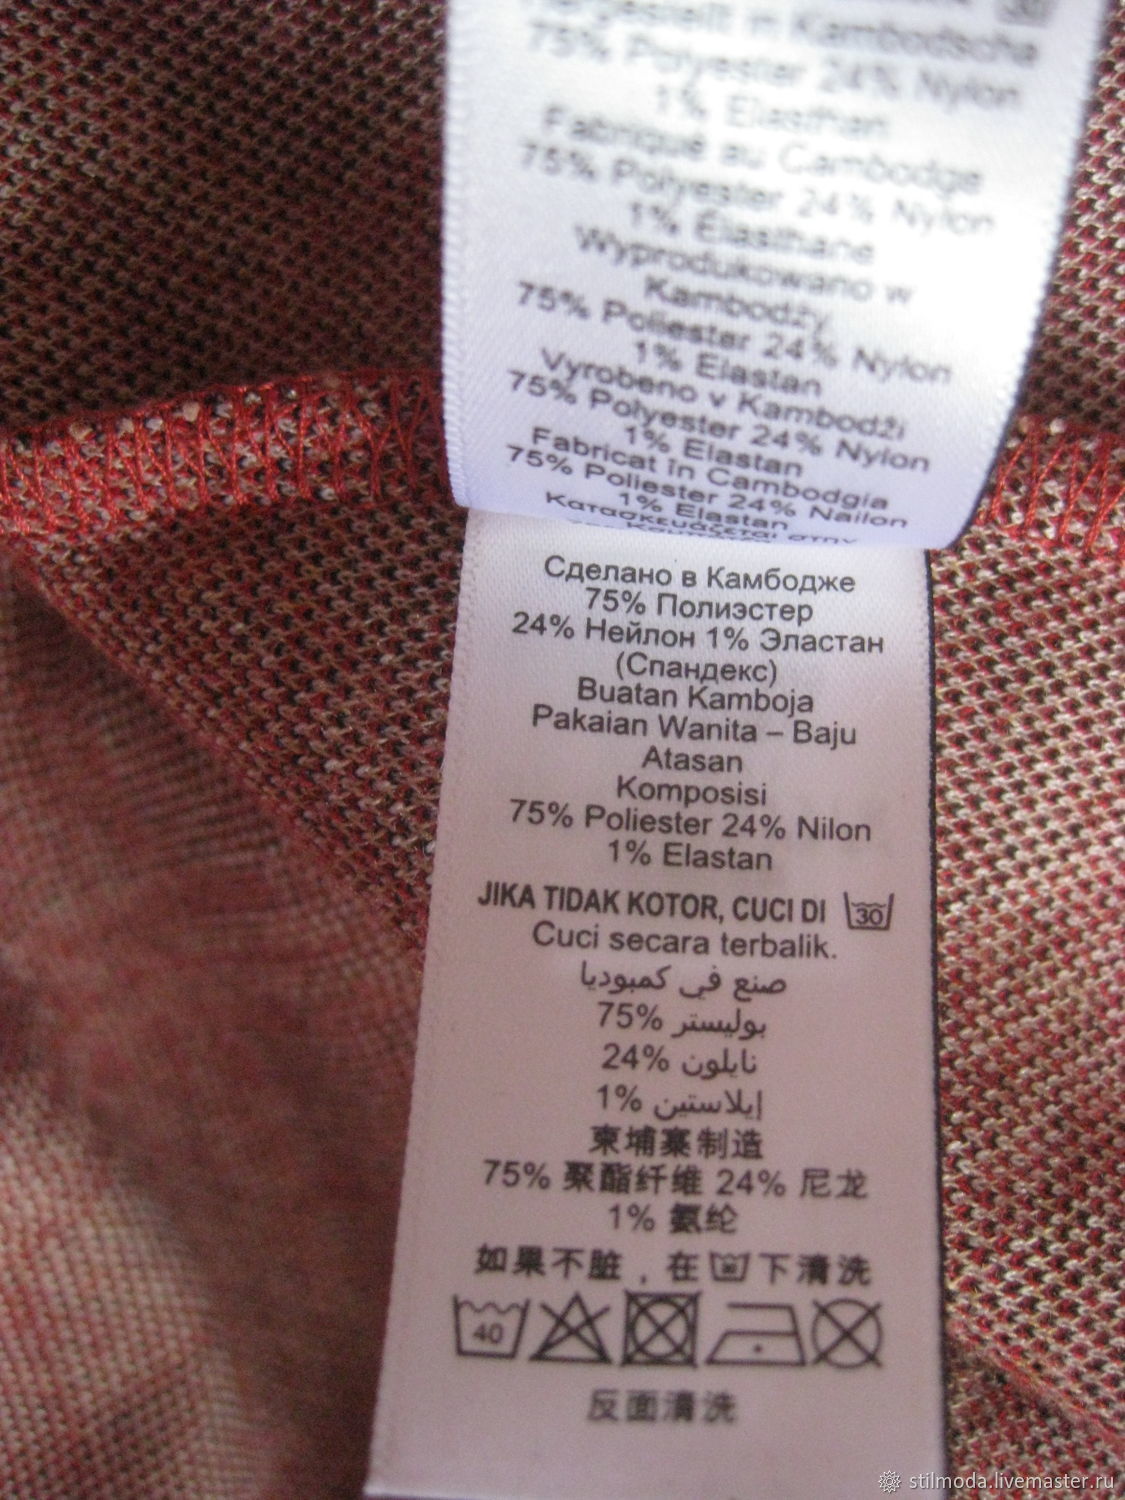 Hergestellt in Kambodscha
75% Polyester 24% Nylon
1% Elasthan
Fabriqué au Cambodge
75% Polyester 24% Nylon
1% Elasthane
Wyprodukowano w
Kambodży
75% Poliester 24% Nylon
1% Elastan
Vyrobeno v Kambodži
75% Polyester 24% Nylon
1% Elastan
Fabricat în Cambodgia
75% Poliester 24% Nailon
1% Elastan
Κατασκευάζεται στην
Сделано в Камбодже
75% Полиэстер
24% Нейлон 1% Эластан
(Спандекс)
Buatan Kamboja
Pakaian Wanita – Baju
Atasan
Komposisi
75% Poliester 24% Nilon
1% Elastan
JIKA TIDAK KOTOR, CUCI DI 30
Cuci secara terbalik.
صنع في كمبوديا
75% بوليستر
24% نايلون
1% إيلاستين
柬埔寨制造
75% 聚酯纤维 24% 尼龙
1% 氨纶
如果不脏，在下清洗
40
反面清洗
stilmoda.livemaster.ru